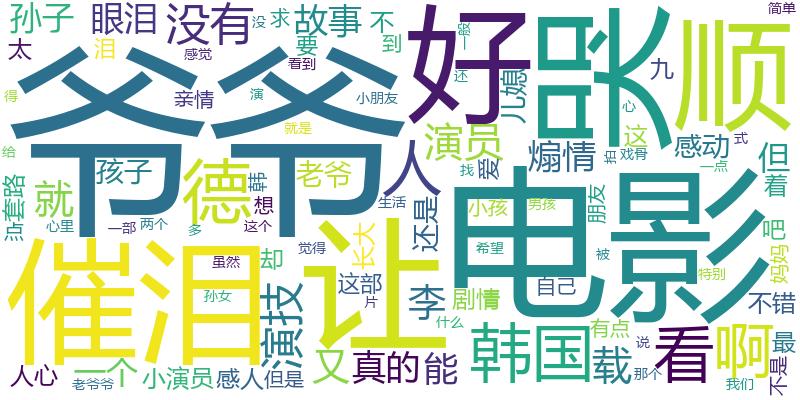 孙子
眼泪
没有
没
求
故事
不
好
哭
一般
简单
太
泪
感觉
要
到
看到
还
顺
爷爷
亲情
演
小朋友
儿媳
九
得
就是
心
人
演员
煽情
这
拍
戏骨
感动
式
但
给
孩子
德
韩
老爷
爱
找
一点
着
套路
就
想
小孩
男孩
朋友
电影
沾
心里
一部
两个
这个
生活
多
还是
希望
被
吧
催泪
让
长大
觉得
虽然
却
这部
李
剧情
自己
特别
妈妈
孙女
演技
片
什么
有点
说
不错
人心
一个
小演员
感人
但是
又
真的
能
韩国
载
那个
看
啊
最
不是
我们
老爷爷